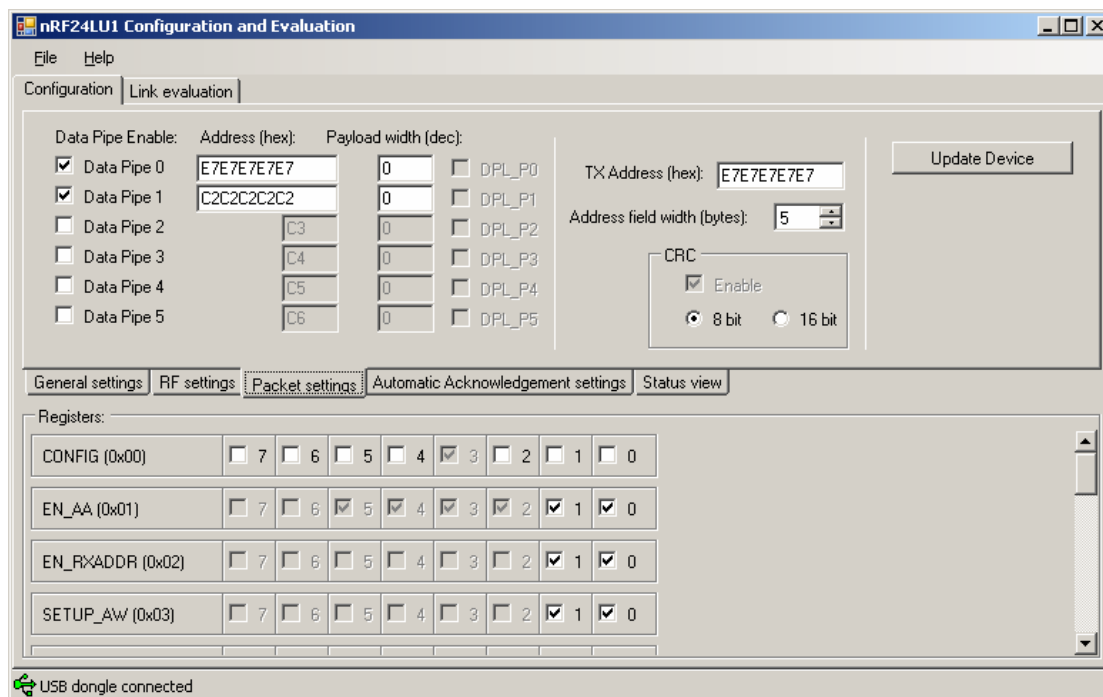 nRF24LU1 Configuration and Evaluation
File Help
Configuration Link evaluation
Data Pipe Enable: Address (hex): Payload width (dec):
Data Pipe 0 E7E7E7E7E7 0 DPL_P0
Data Pipe 1 C2C2C2C2C2 0 DPL_P1
Data Pipe 2 C3 0 DPL_P2
Data Pipe 3 C4 0 DPL_P3
Data Pipe 4 C5 0 DPL_P4
Data Pipe 5 C6 0 DPL_P5
TX Address (hex): E7E7E7E7E7
Address field width (bytes): 5
CRC
Enable
8 bit 16 bit
Update Device
General settings RF settings Packet settings Automatic Acknowledgement settings Status view
Registers:
CONFIG (0x00) 7 6 5 4 3 2 1 0
EN_AA (0x01) 7 6 5 4 3 2 1 0
EN_RXADDR (0x02) 7 6 5 4 3 2 1 0
SETUP_AW (0x03) 7 6 5 4 3 2 1 0
USB dongle connected